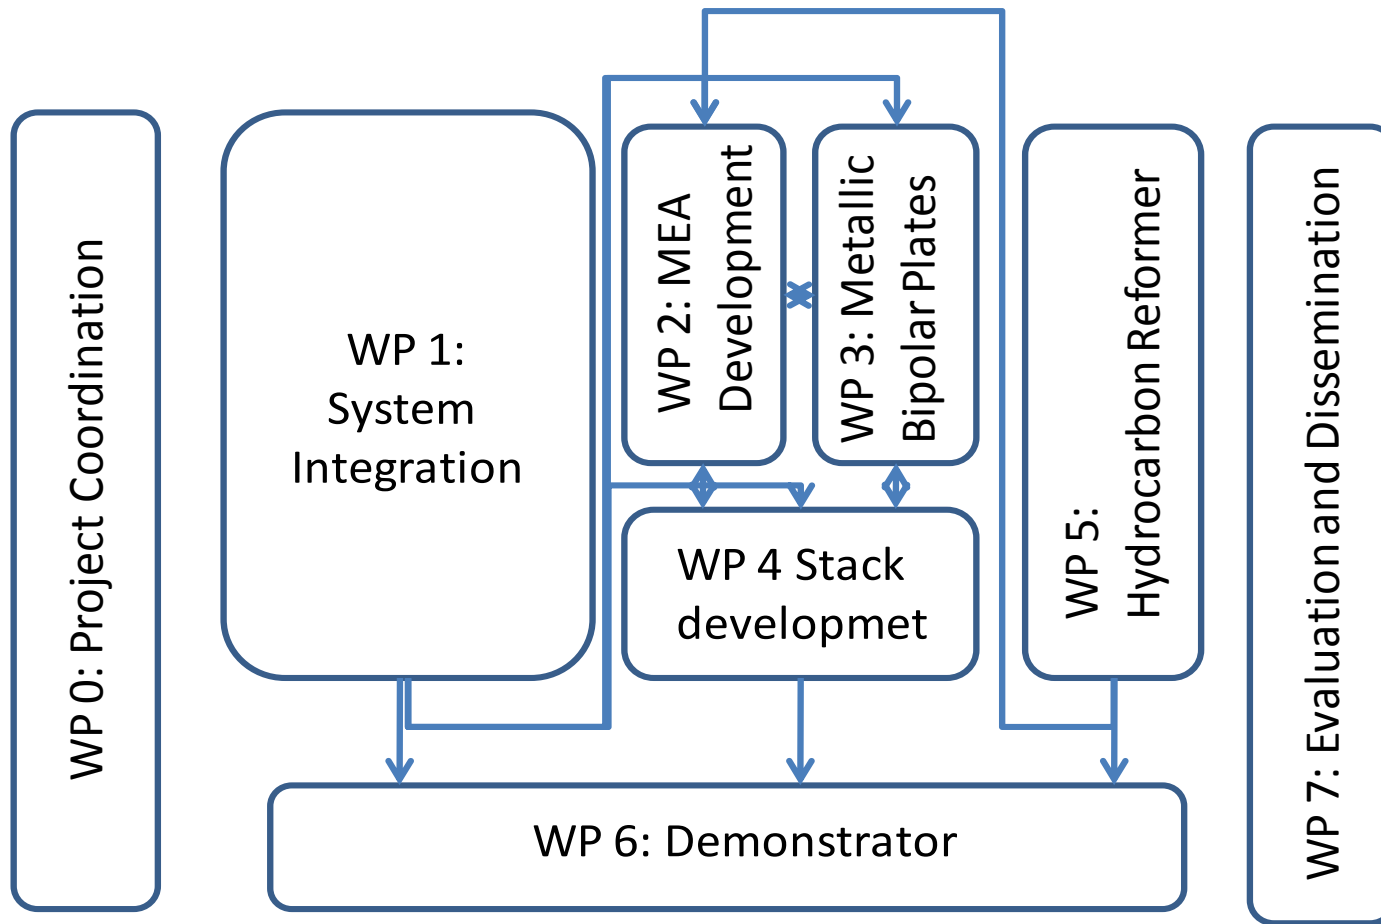 WP 0: Project Coordination
WP 1:
System
Integration
WP 2: MEA
Development
WP 3: Metallic
Bipolar Plates
WP 4 Stack
developmet
WP 5:
Hydrocarbon Reformer
WP 6: Demonstrator
WP 7: Evaluation and Dissemination